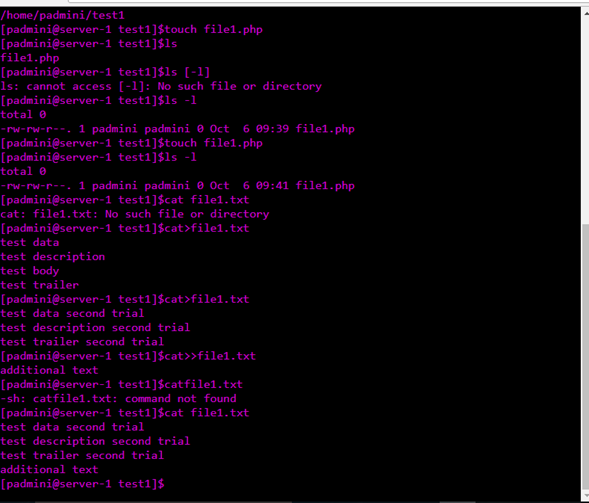 /home/padmini/test1
[padmini@server-1 test1]$touch file1.php
[padmini@server-1 test1]$ls
file1.php
[padmini@server-1 test1]$ls [-l]
ls: cannot access [-l]: No such file or directory
[padmini@server-1 test1]$ls -l
total 0
-rw-rw-r--. 1 padmini padmini 0 Oct  6 09:39 file1.php
[padmini@server-1 test1]$touch file1.php
[padmini@server-1 test1]$ls -l
total 0
-rw-rw-r--. 1 padmini padmini 0 Oct  6 09:41 file1.php
[padmini@server-1 test1]$cat file1.txt
cat: file1.txt: No such file or directory
[padmini@server-1 test1]$cat>file1.txt
test data
test description
test body
test trailer
[padmini@server-1 test1]$cat>file1.txt
test data second trial
test description second trial
test trailer second trial
[padmini@server-1 test1]$cat>>file1.txt
additional text
[padmini@server-1 test1]$catfile1.txt
-sh: catfile1.txt: command not found
[padmini@server-1 test1]$cat file1.txt
test data second trial
test description second trial
test trailer second trial
additional text
[padmini@server-1 test1]$